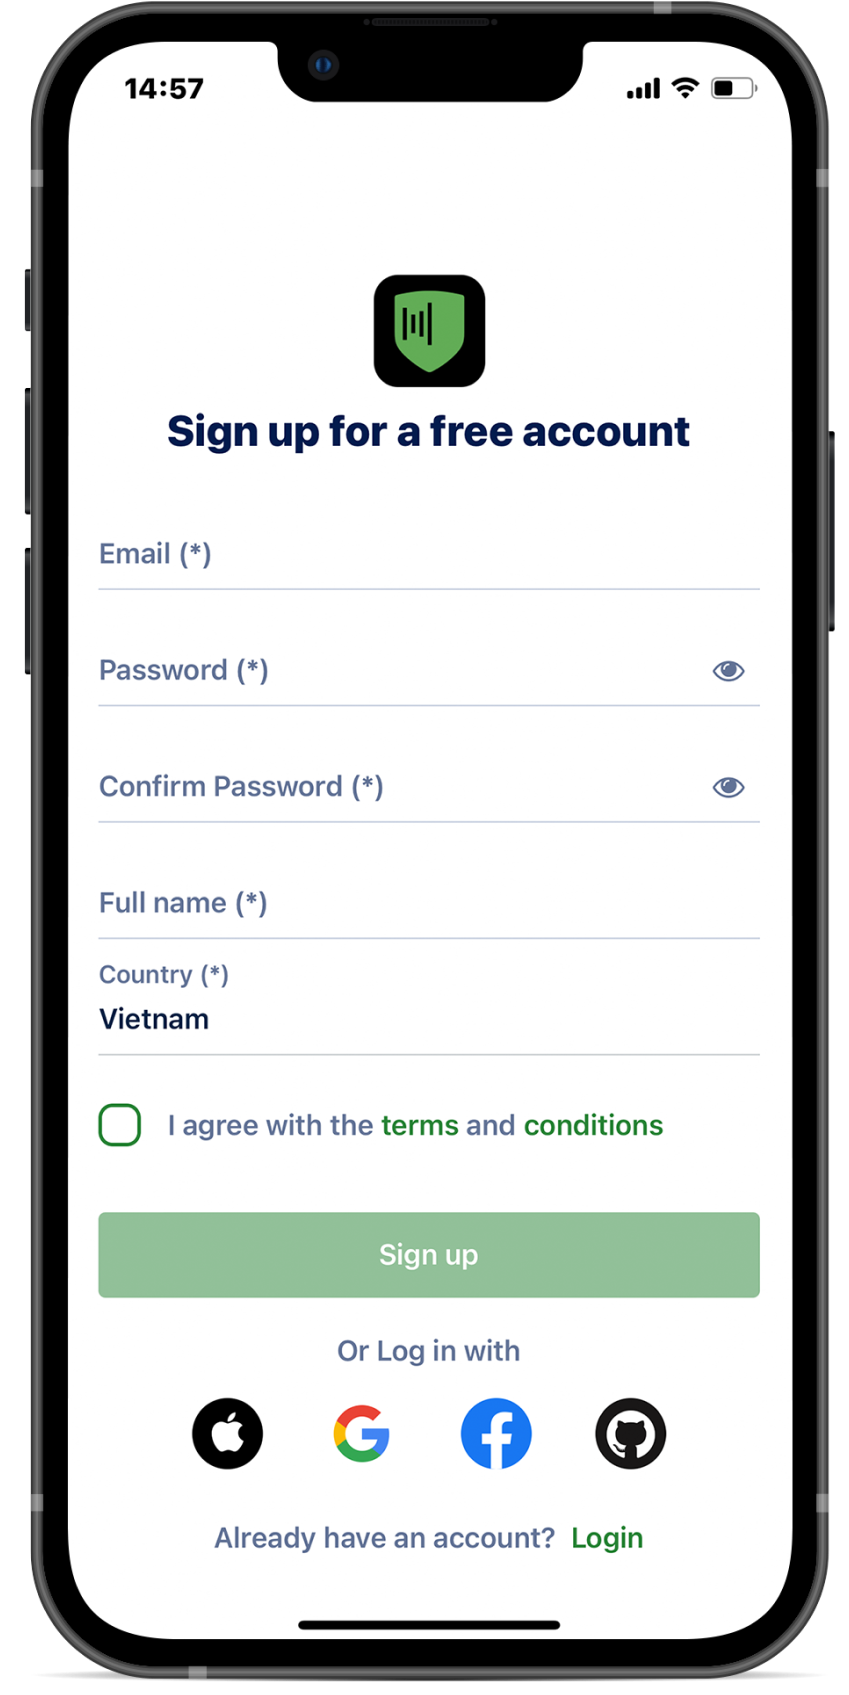 14:57
Sign up for a free account
Email (*)
Password (*)
Confirm Password (*)
Full name (*)
Country (*)
Vietnam
I agree with the terms and conditions
Sign up
Or Log in with
Already have an account? Login